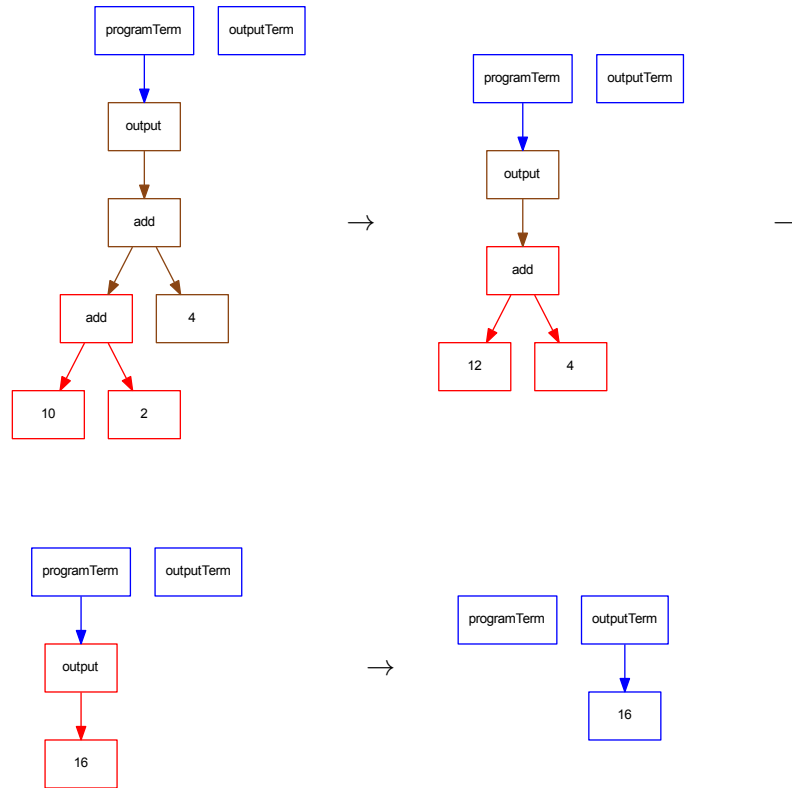 programTerm outputTerm
output
add
add 4
10 2
→
programTerm outputTerm
output
add
12 4
→
programTerm outputTerm
output
16
→
programTerm outputTerm
16